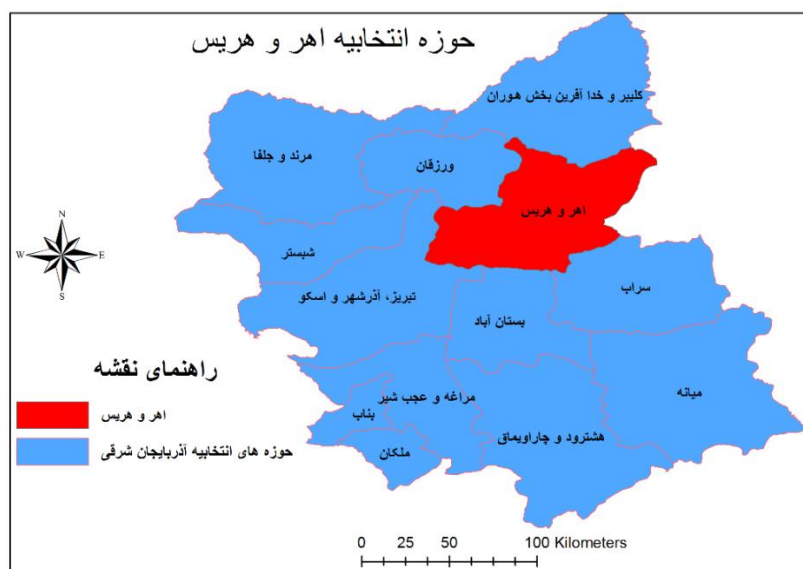 حوزه انتخابیه اهر و هریس
کلیبر و خدا آفرین بخش هوران
مرند و جلفا
ورزقان
اهر و هریس
شبستر
تبریز، آذرشهر و اسکو
سراب
بستان آباد
میانه
مراغه و عجب شیر
بناب
هشترود و چاراویماق
ملکان
N
W
E
S
راهنمای نقشه
اهر و هریس
حوزه های انتخابیه آذربایجان شرقی
0 25 50 100 Kilometers